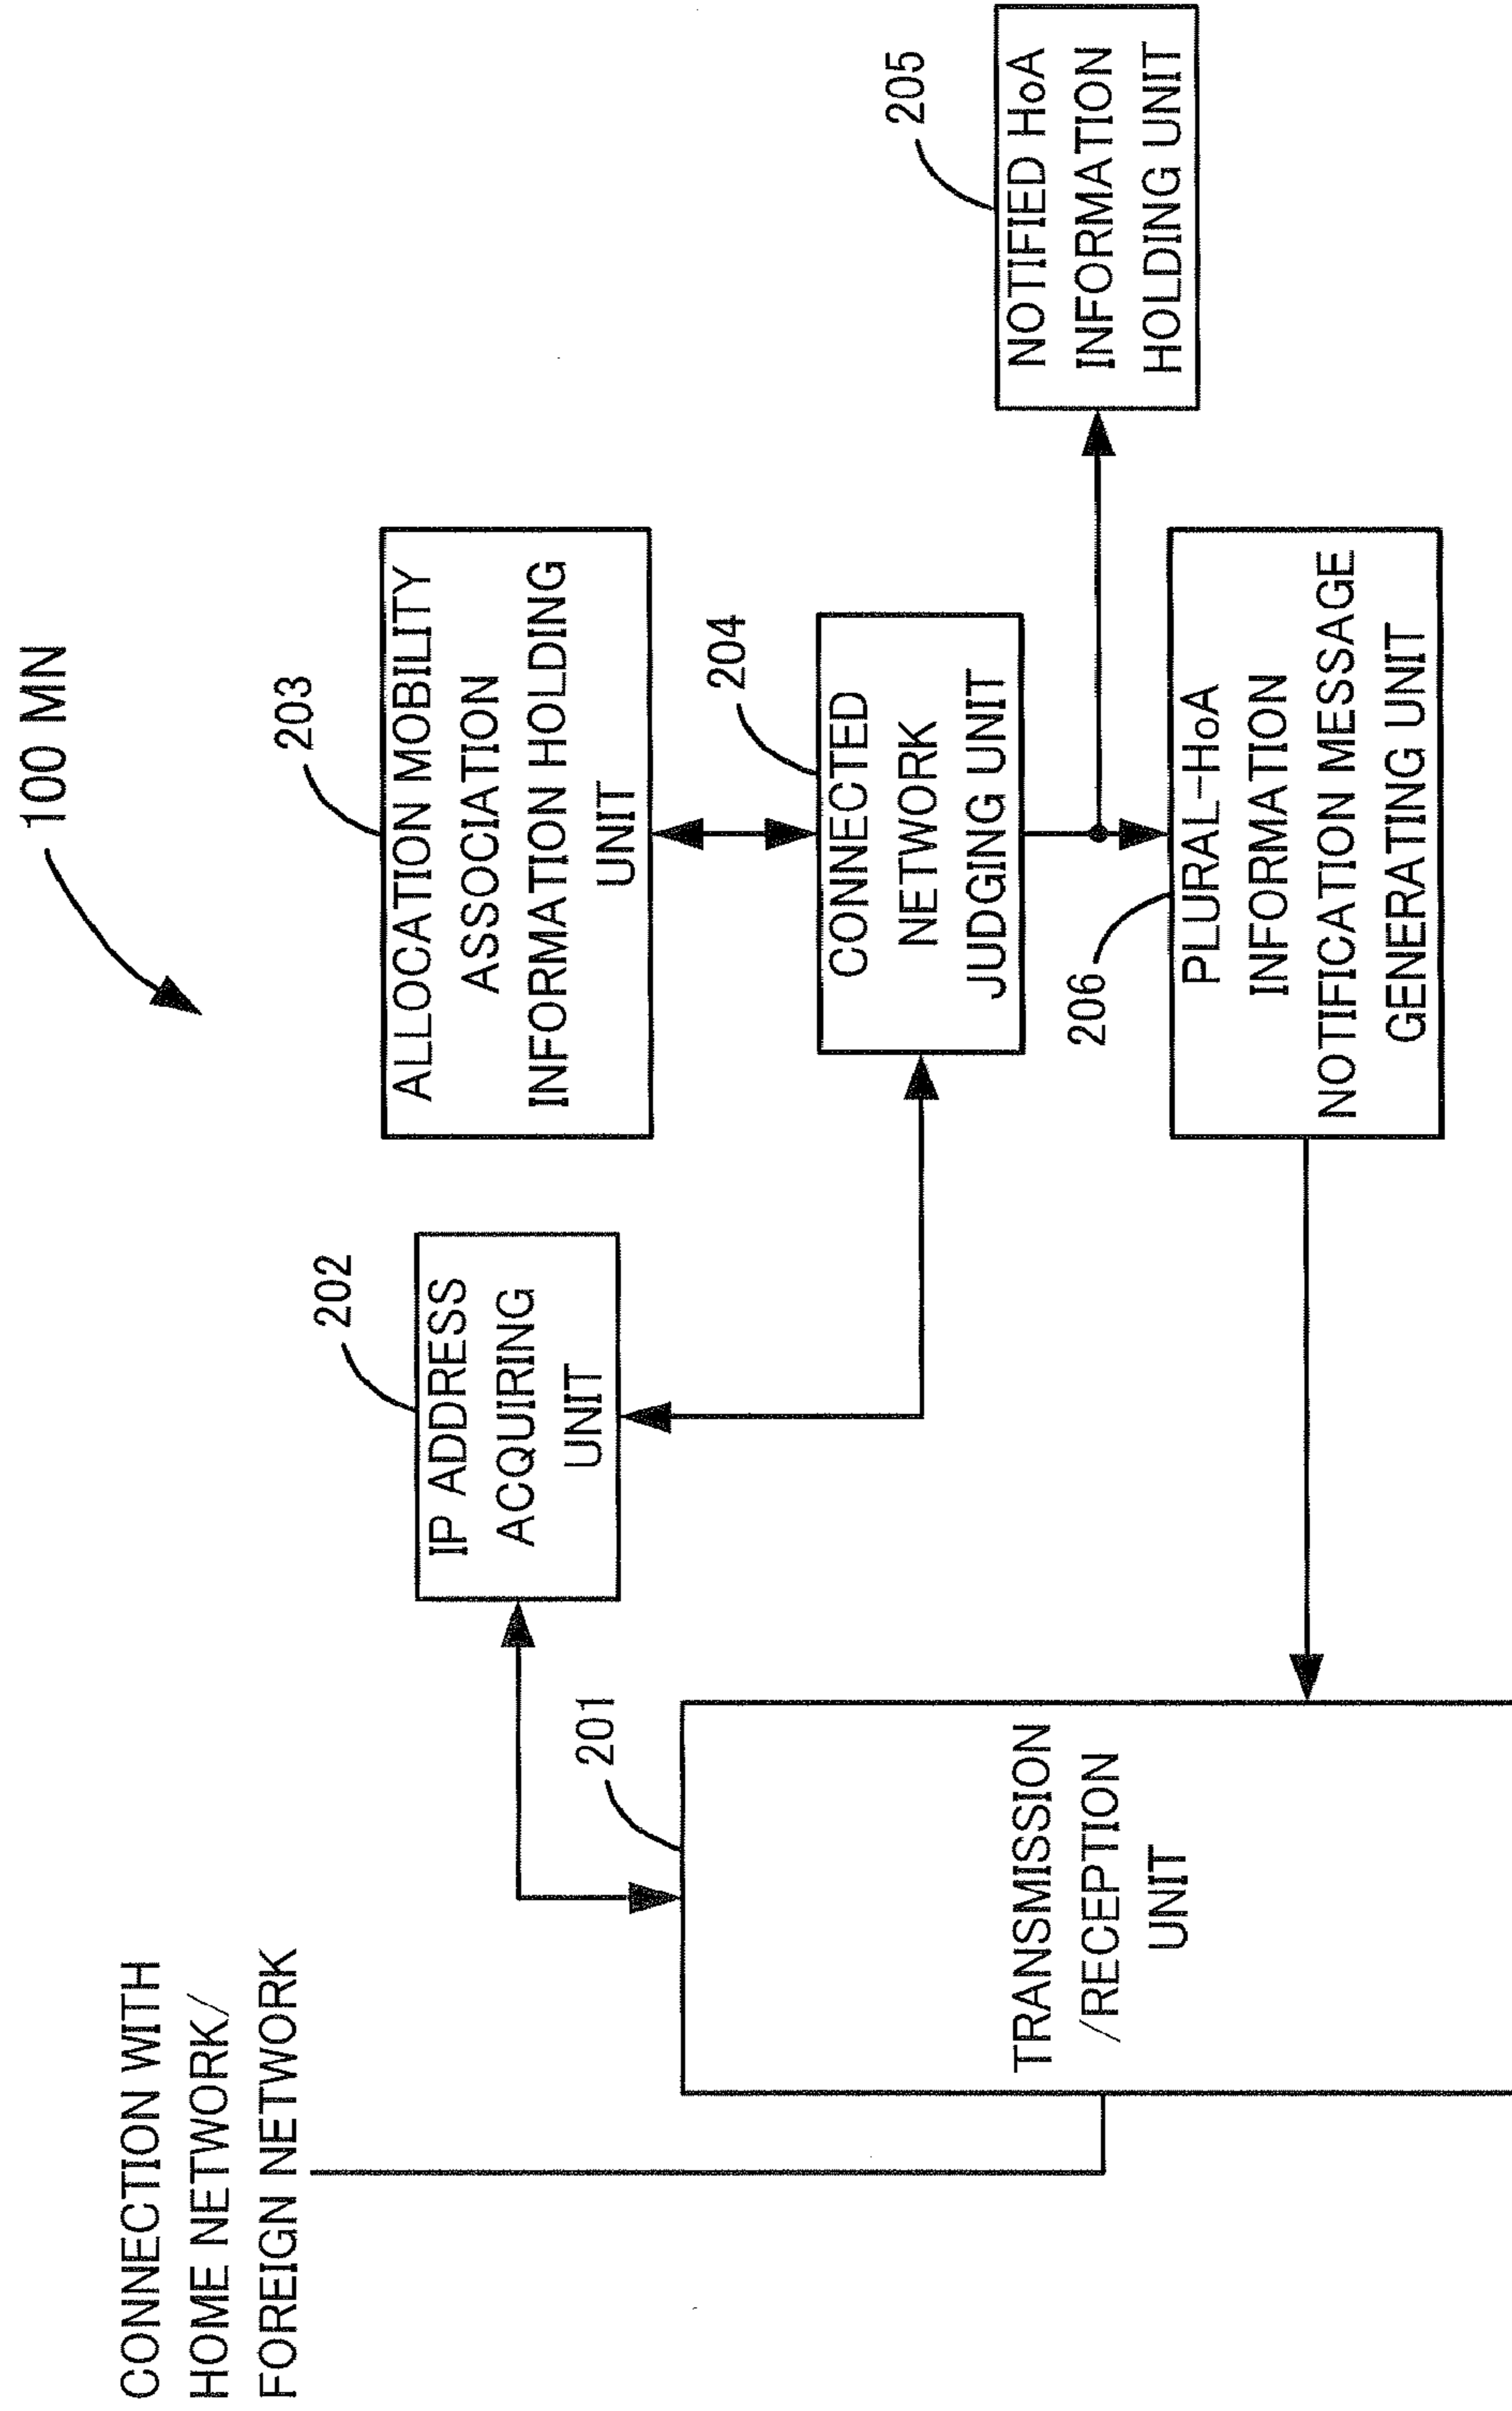 100 MN
CONNECTION WITH
HOME NETWORK/
FOREIGN NETWORK
201
TRANSMISSION
/RECEPTION
UNIT
202
IP ADDRESS
ACQUIRING
UNIT
203
ALLOCATION MOBILITY
ASSOCIATION
INFORMATION HOLDING
UNIT
204
CONNECTED
NETWORK
JUDGING UNIT
205
NOTIFIED HoA
INFORMATION
HOLDING UNIT
206
PLURAL-HoA
INFORMATION
NOTIFICATION MESSAGE
GENERATING UNIT